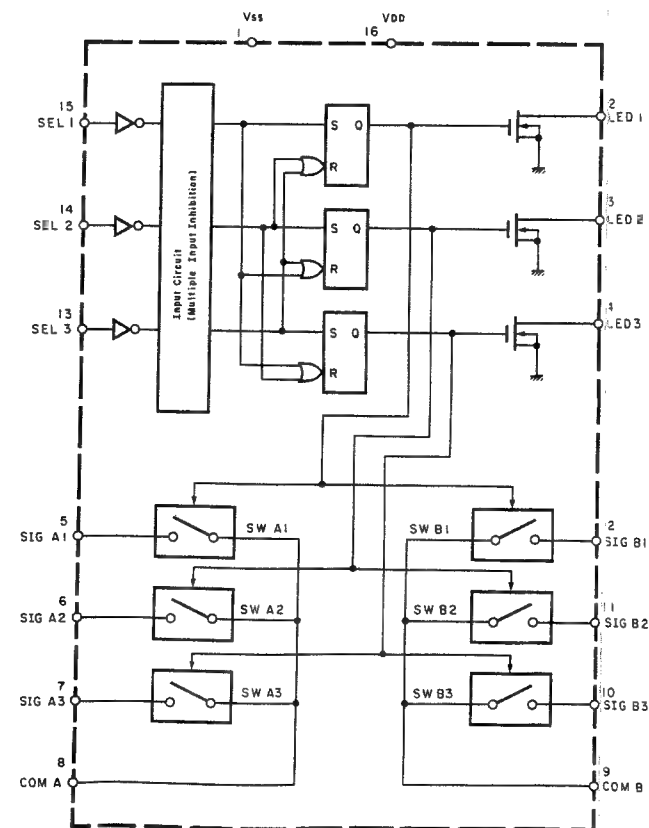 Vss
VDD
1
16
15
SEL 1
14
SEL 2
13
SEL 3
Input Circuit
(Multiple Input Inhibition)
S Q
R
S Q
R
S Q
R
2
LED 1
3
LED 2
4
LED3
5
SIG A1
SW A1
SW B1
12
SIG B1
6
SIG A2
SW A2
SW B2
11
SIG B2
7
SIG A3
SW A3
SW B3
10
SIG B3
8
COM A
9
COM B